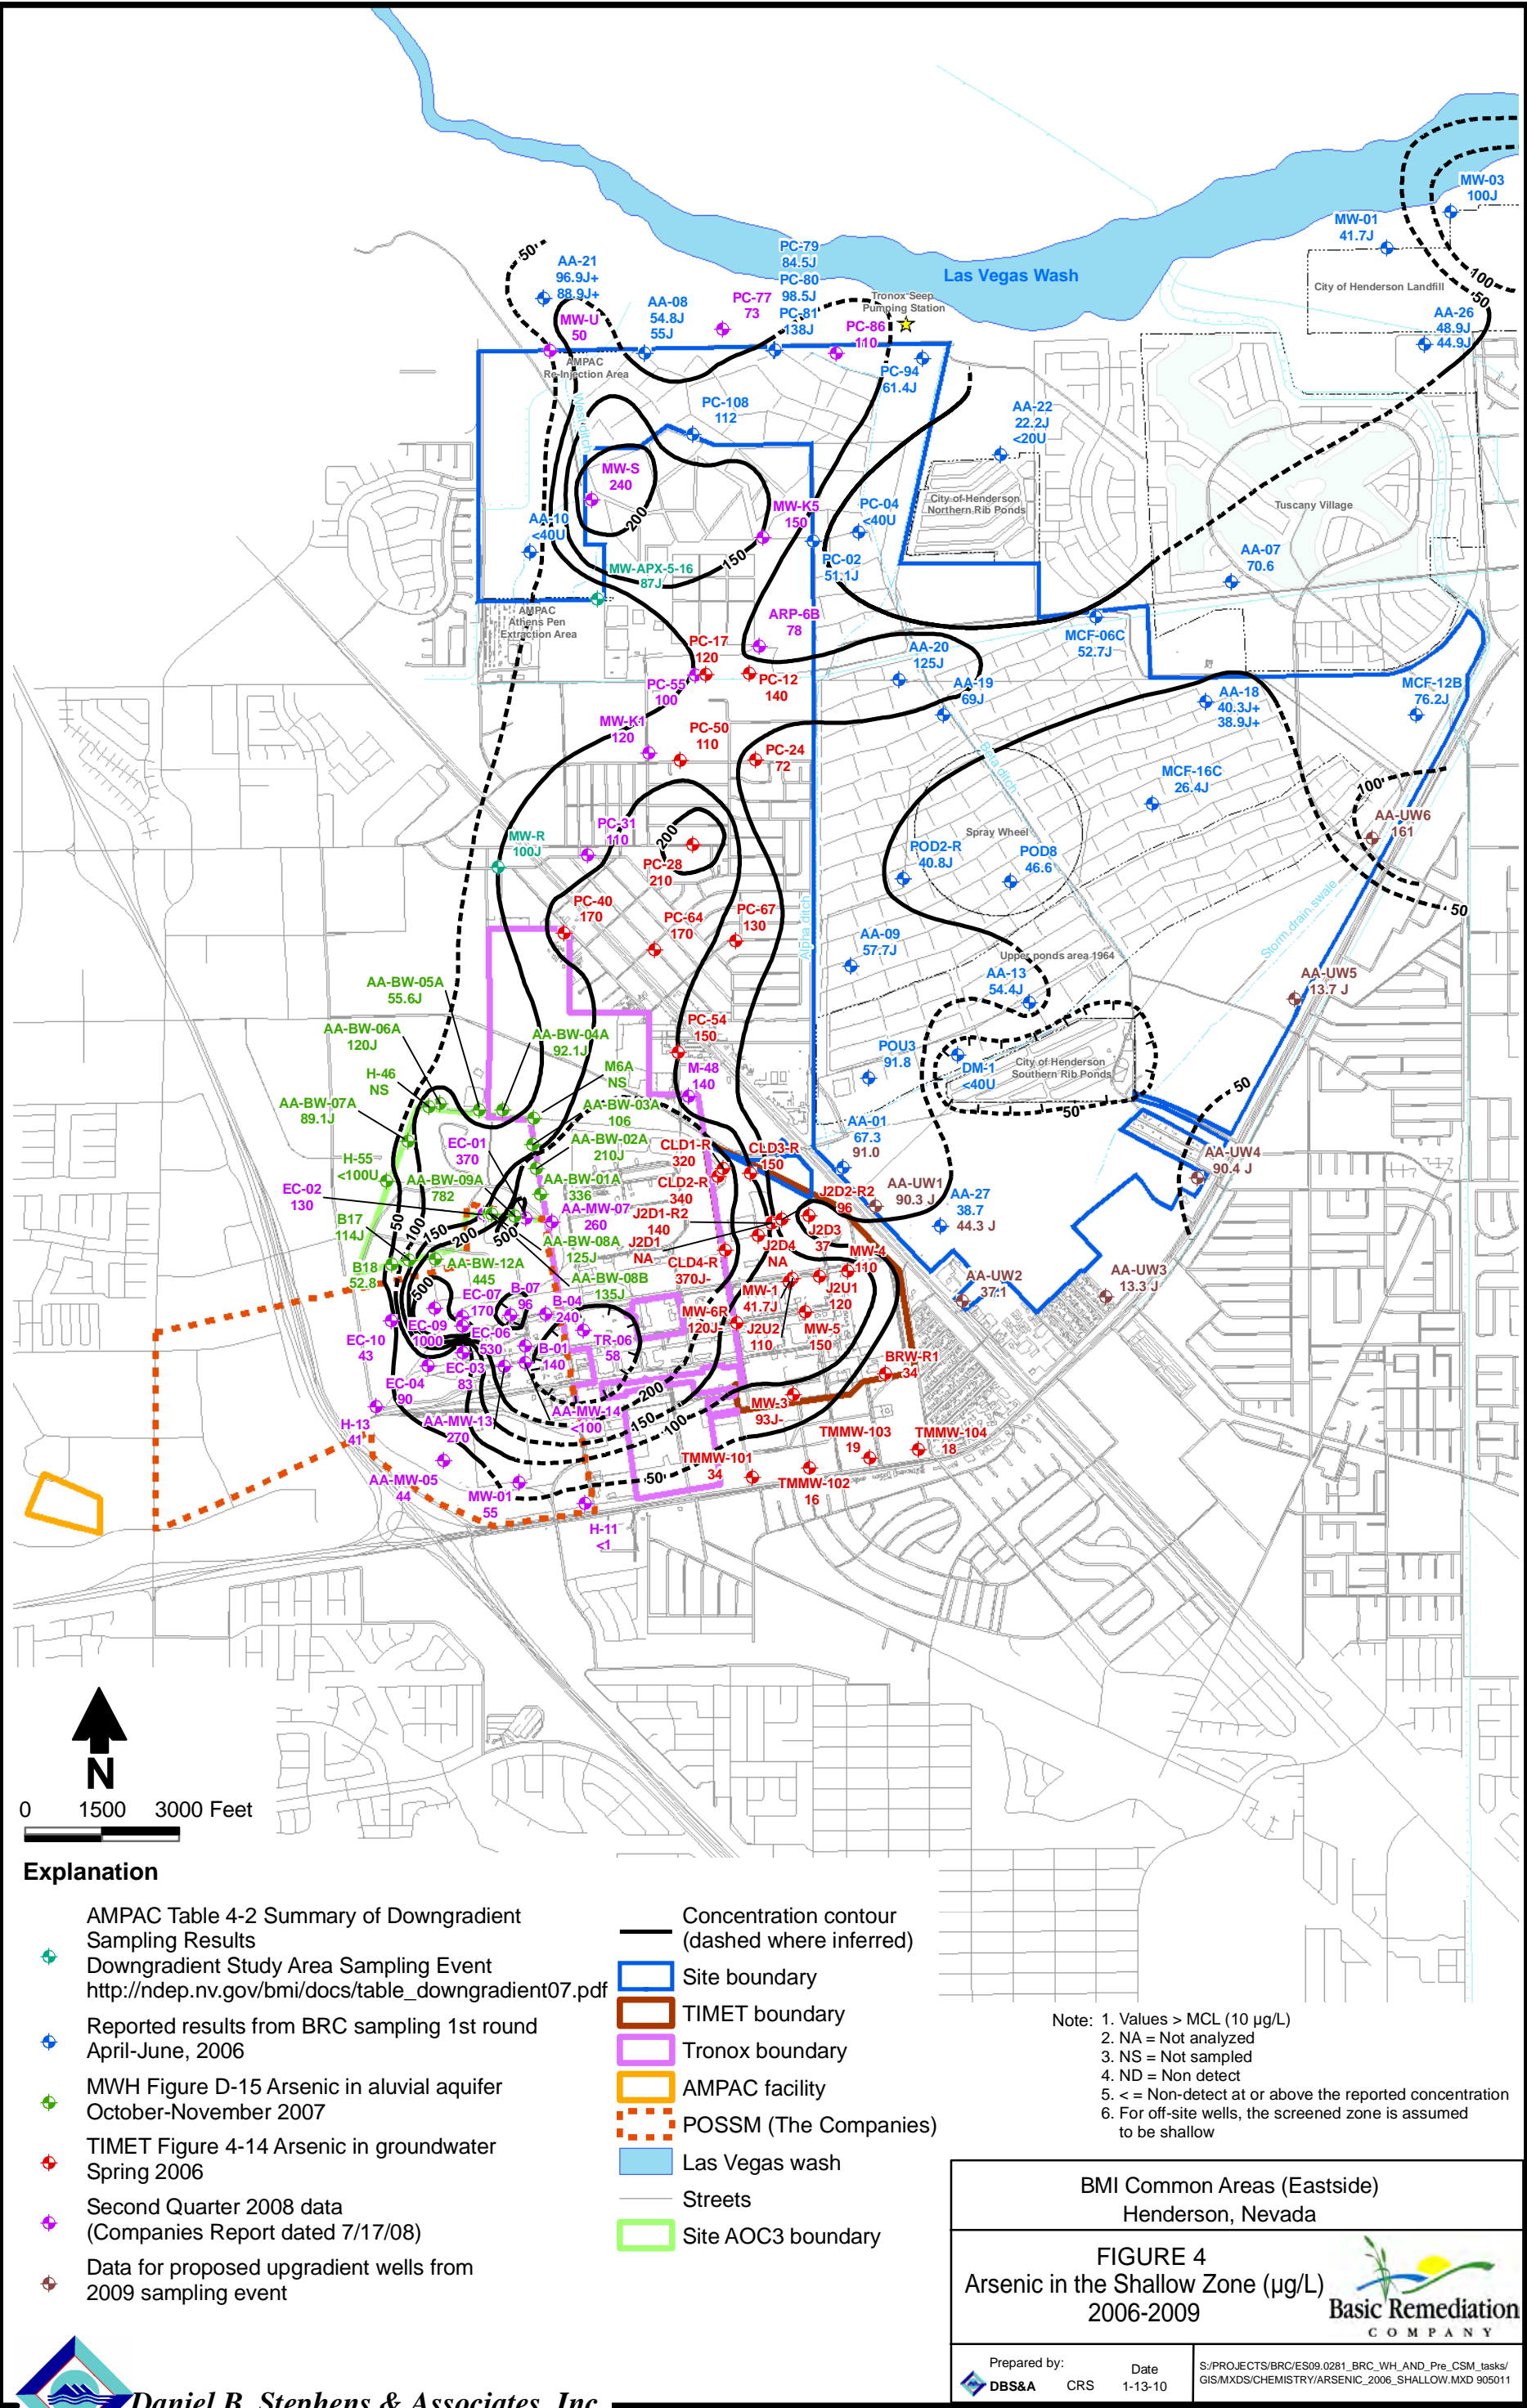 MW-03
100J
MW-01
41.7J
50
PC-79
84.5J
PC-80
98.5J
PC-81
138J
AA-21
96.9J+
88.9J+
Las Vegas Wash
100
City of Henderson Landfill
50
AA-08
54.8J
55J
PC-77
73
Tronox Seep
Pumping Station
MW-U
50
PC-86
110
AA-26
48.9J
44.9J
AMPAC
Re-Injection Area
PC-94
61.4J
West ditch
PC-108
112
AA-22
22.2J
<20U
MW-S
240
City of Henderson
Northern Rib Ponds
Tuscany Village
PC-04
<40U
MW-K5
150
200
AA-10
<40U
150
PC-02
51.1J
AA-07
70.6
MW-APX-5-16
87J
AMPAC
Athens Pen
Extraction Area
ARP-6B
78
MCF-06C
52.7J
PC-17
120
AA-20
125J
PC-12
140
PC-55
100
AA-19
69J
AA-18
40.3J+
38.9J+
MCF-12B
76.2J
MW-K1
120
PC-50
110
PC-24
72
Beta ditch
MCF-16C
26.4J
100
AA-UW6
161
PC-31
110
MW-R
100J
200
Spray Wheel
PC-28
210
POD2-R
40.8J
POD8
46.6
PC-40
170
PC-64
170
PC-67
130
Alpha ditch
Storm drain swale
50
AA-09
57.7J
Upper ponds area 1964
AA-13
54.4J
AA-UW5
13.7 J
AA-BW-05A
55.6J
AA-BW-06A
120J
AA-BW-04A
92.1J
PC-54
150
POU3
91.8
DM-1
<40U
City of Henderson
Southern Rib Ponds
H-46
NS
M6A
NS
M-48
140
50
50
AA-BW-07A
89.1J
AA-BW-03A
106
EC-01
370
AA-BW-02A
210J
CLD1-R
320
CLD3-R
150
AA-01
67.3
91.0
H-55
<100U
AA-BW-09A
782
AA-BW-01A
336
CLD2-R
340
AA-UW4
90.4 J
EC-02
130
AA-UW1
90.3 J
J2D2-R2
96
AA-27
38.7
44.3 J
B17
114J
50
100
150
200
500
AA-MW-07
260
J2D1-R2
140
J2D3
37
AA-BW-08A
125J
J2D1
NA
J2D4
NA
MW-4
110
B18
52.8
AA-BW-12A
445
CLD4-R
370J-
AA-BW-08B
135J
500
EC-07
170
B-07
96
B-04
240
MW-1
41.7J
J2U1
120
AA-UW2
37.1
AA-UW3
13.3 J
EC-09
1000
MW-6R
120J-
EC-10
43
EC-06
530
TR-06
58
J2U2
110
MW-5
150
B-01
140
EC-03
83
EC-04
90
BRW-R1
34
200
H-13
41
AA-MW-13
270
AA-MW-14
<100
150
100
MW-3
93J-
AA-MW-05
44
MW-01
55
50
TMMW-101
34
TMMW-103
19
TMMW-104
18
TMMW-102
16
H-11
<1
N
0 1500 3000 Feet
Explanation
AMPAC Table 4-2 Summary of Downgradient
Sampling Results
Downgradient Study Area Sampling Event
http://ndep.nv.gov/bmi/docs/table_downgradient07.pdf
Reported results from BRC sampling 1st round
April-June, 2006
MWH Figure D-15 Arsenic in aluvial aquifer
October-November 2007
TIMET Figure 4-14 Arsenic in groundwater
Spring 2006
Second Quarter 2008 data
(Companies Report dated 7/17/08)
Data for proposed upgradient wells from
2009 sampling event
Concentration contour
(dashed where inferred)
Site boundary
TIMET boundary
Tronox boundary
AMPAC facility
POSSM (The Companies)
Las Vegas wash
Streets
Site AOC3 boundary
Note: 1. Values > MCL (10 µg/L)
2. NA = Not analyzed
3. NS = Not sampled
4. ND = Non detect
5. < = Non-detect at or above the reported concentration
6. For off-site wells, the screened zone is assumed
to be shallow
BMI Common Areas (Eastside)
Henderson, Nevada
FIGURE 4
Arsenic in the Shallow Zone (µg/L)
2006-2009
Basic Remediation
COMPANY
Prepared by:
DBS&A CRS
Date
1-13-10
S:/PROJECTS/BRC/ES09.0281_BRC_WH_AND_Pre_CSM_tasks/
GIS/MXDS/CHEMISTRY/ARSENIC_2006_SHALLOW.MXD 905011
Daniel B. Stephens & Associates, Inc.